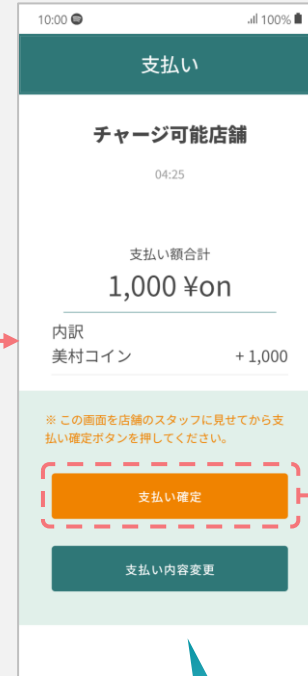 10:00
100%
支払い
チャージ可能店舗
04:25
支払い額合計
1,000 ¥on
内訳
美村コイン + 1,000
※ この画面を店舗のスタッフに見せてから支
払い確定ボタンを押してください。
支払い確定
支払い内容変更